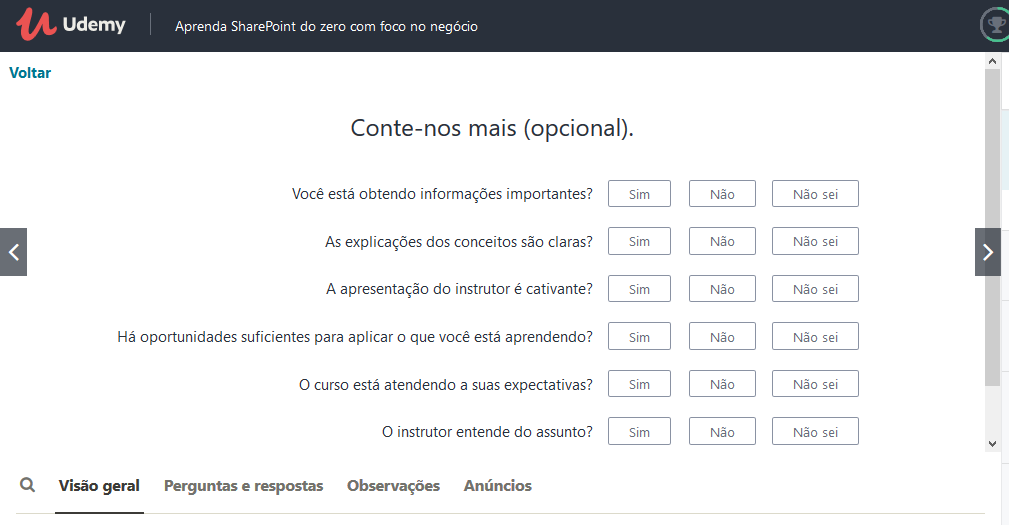 Udemy Aprenda SharePoint do zero com foco no negócio
Voltar
Conte-nos mais (opcional).
Você está obtendo informações importantes? Sim Não Não sei
As explicações dos conceitos são claras? Sim Não Não sei
A apresentação do instrutor é cativante? Sim Não Não sei
Há oportunidades suficientes para aplicar o que você está aprendendo? Sim Não Não sei
O curso está atendendo a suas expectativas? Sim Não Não sei
O instrutor entende do assunto? Sim Não Não sei
Visão geral Perguntas e respostas Observações Anúncios